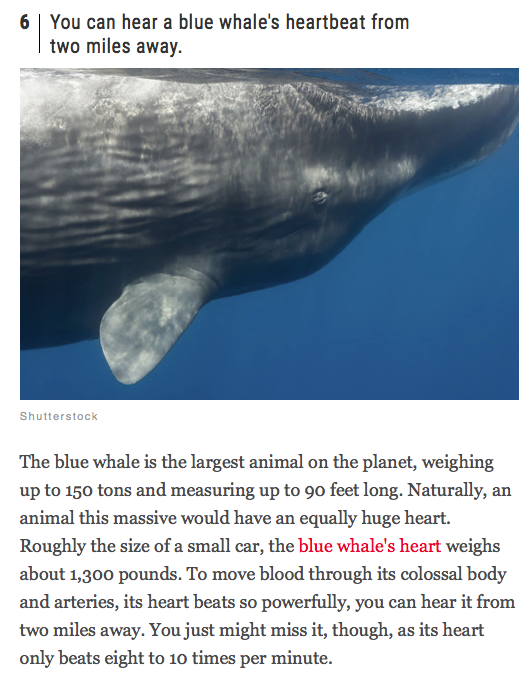 6 | You can hear a blue whale's heartbeat from
two miles away.
Shutterstock
The blue whale is the largest animal on the planet, weighing
up to 150 tons and measuring up to 90 feet long. Naturally, an
animal this massive would have an equally huge heart.
Roughly the size of a small car, the blue whale's heart weighs
about 1,300 pounds. To move blood through its colossal body
and arteries, its heart beats so powerfully, you can hear it from
two miles away. You just might miss it, though, as its heart
only beats eight to 10 times per minute.